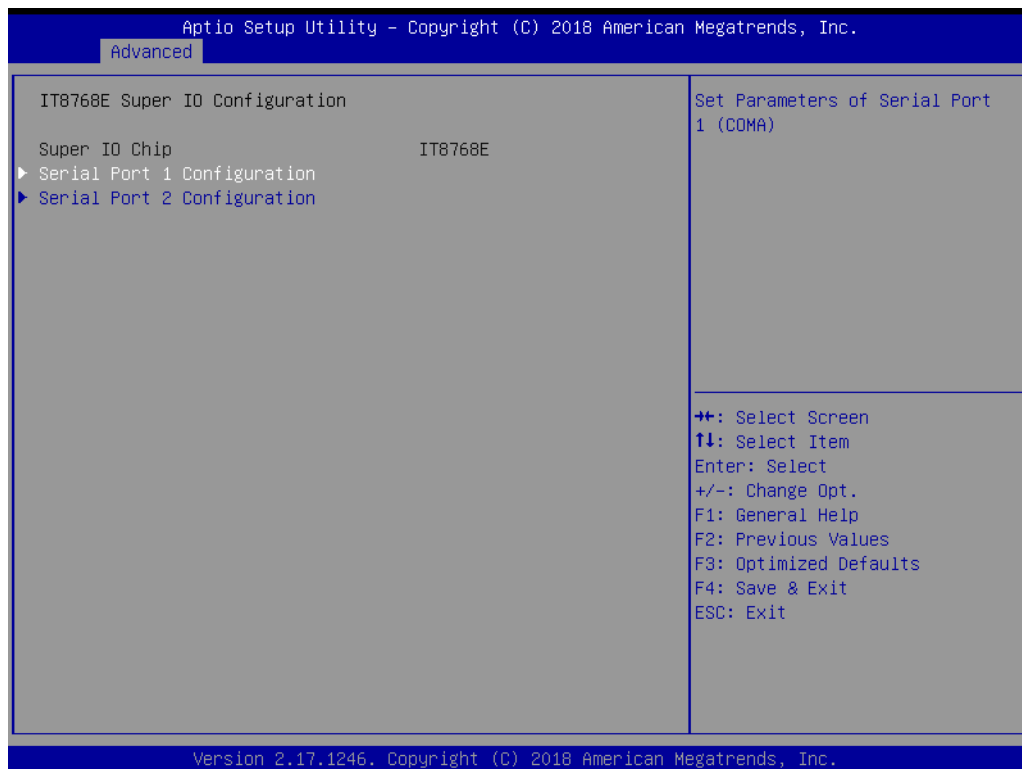 Aptio Setup Utility – Copyright (C) 2018 American Megatrends, Inc.
Advanced
IT8768E Super IO Configuration
Super IO Chip IT8768E
Serial Port 1 Configuration
Serial Port 2 Configuration
Set Parameters of Serial Port
1 (COMA)
→←: Select Screen
↑↓: Select Item
Enter: Select
+/-: Change Opt.
F1: General Help
F2: Previous Values
F3: Optimized Defaults
F4: Save & Exit
ESC: Exit
Version 2.17.1246. Copyright (C) 2018 American Megatrends, Inc.